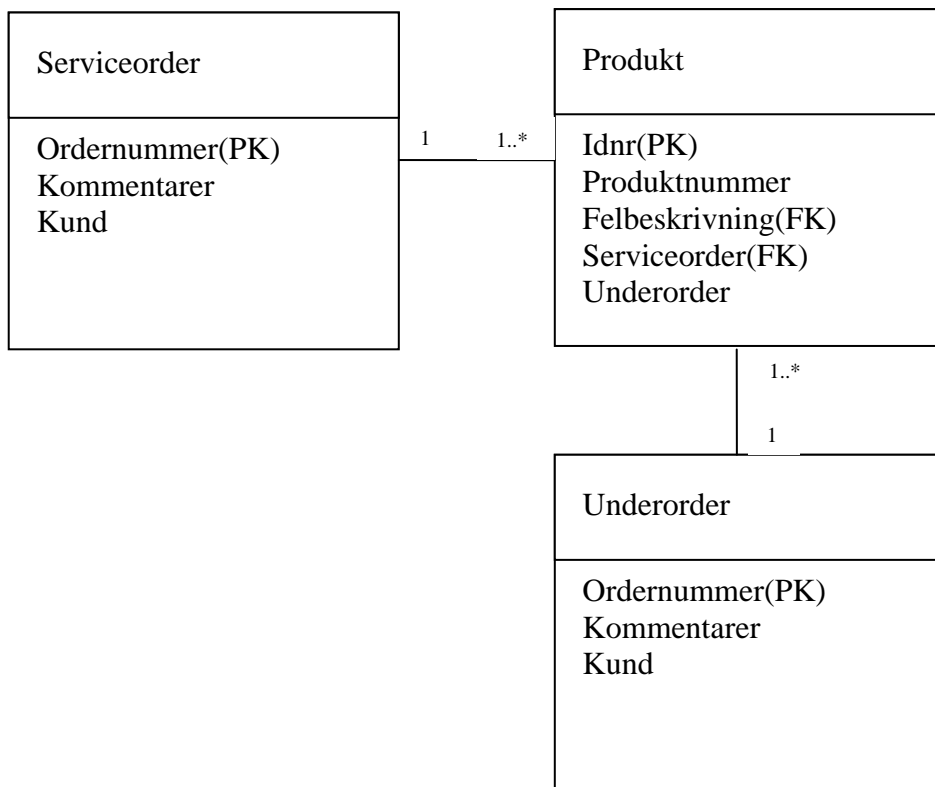 Serviceorder
Ordernummer(PK)
Kommentarer
Kund
1
1..*
Produkt
Idnr(PK)
Produktnummer
Felbeskrivning(FK)
Serviceorder(FK)
Underorder
1..*
1
Underorder
Ordernummer(PK)
Kommentarer
Kund